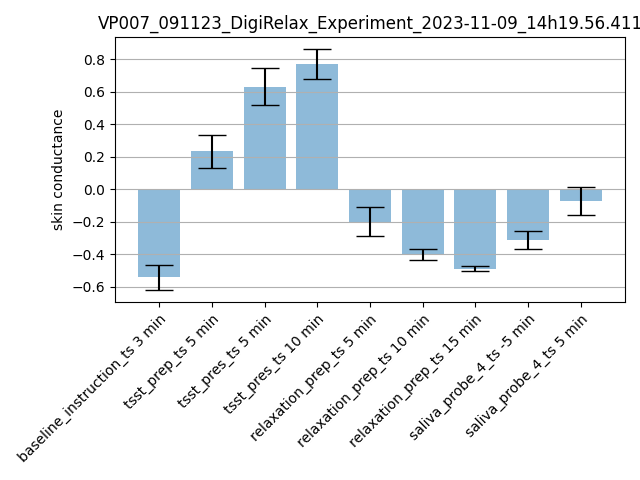 VP007_091123_DigiRelax_Experiment_2023-11-09_14h19.56.411
skin conductance
0.8
0.6
0.4
0.2
0.0
−0.2
−0.4
−0.6
baseline_instruction_ts 3 min
tsst_prep_ts 5 min
tsst_pres_ts 5 min
tsst_pres_ts 10 min
relaxation_prep_ts 5 min
relaxation_prep_ts 10 min
relaxation_prep_ts 15 min
saliva_probe_4_ts -5 min
saliva_probe_4_ts 5 min